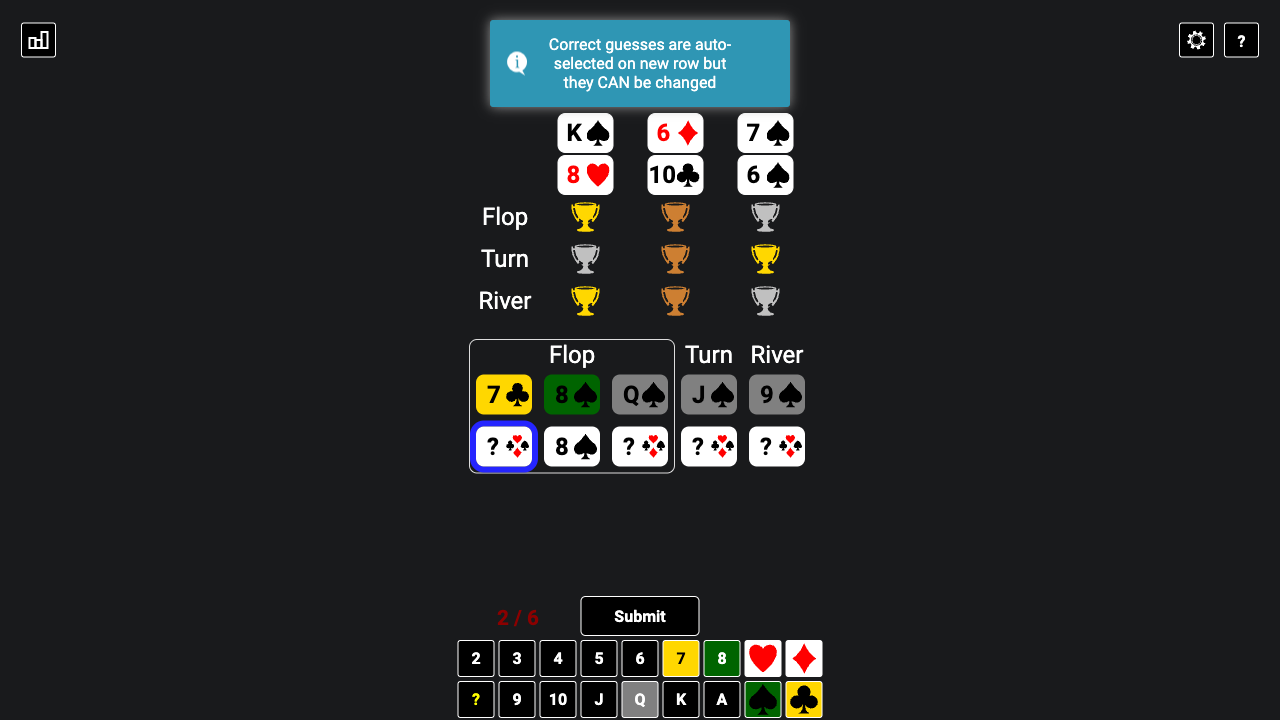 Correct guesses are auto-
selected on new row but
they CAN be changed
?
K 6 7
8 10 6
Flop
Turn
River
Flop Turn River
7 8 Q J 9
? 8 ? ? ?
2 / 6 Submit
2 3 4 5 6 7 8
? 9 10 J Q K A